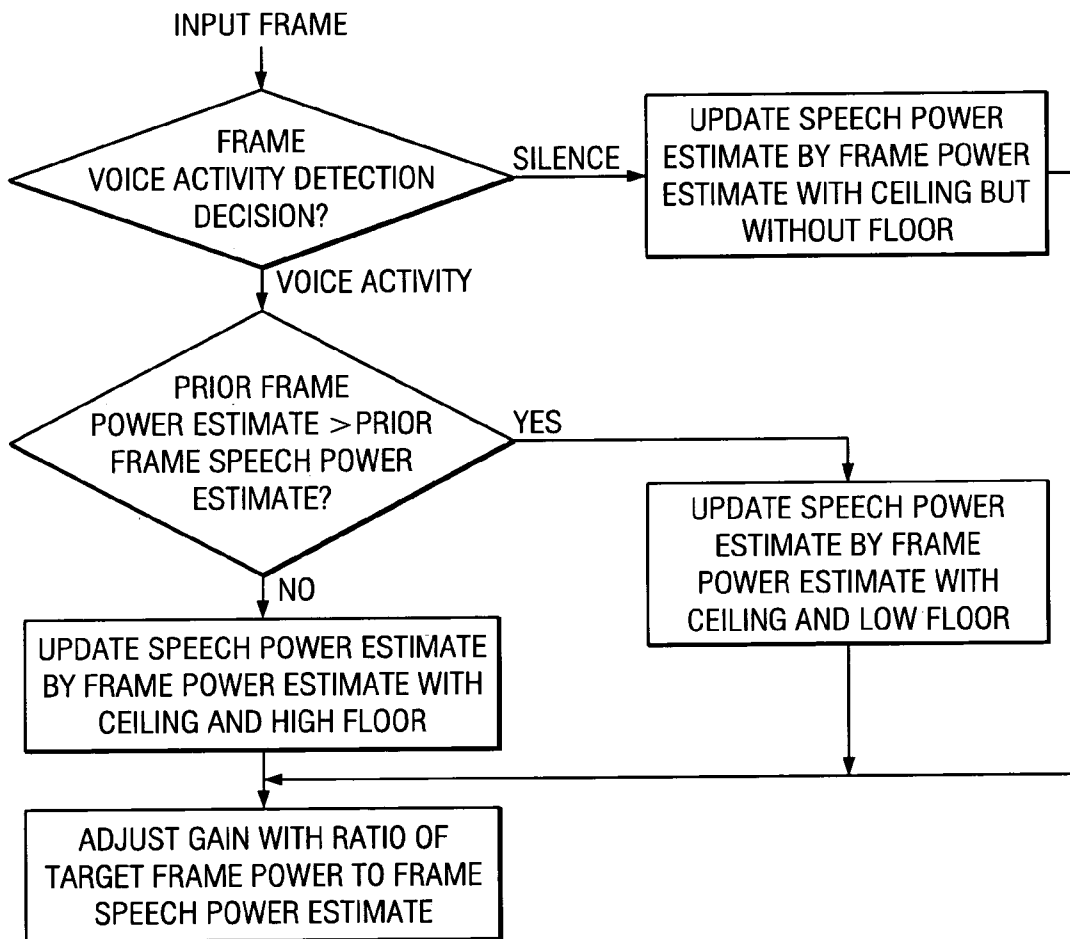 INPUT FRAME
FRAME
VOICE ACTIVITY DETECTION
DECISION?
SILENCE
UPDATE SPEECH POWER
ESTIMATE BY FRAME POWER
ESTIMATE WITH CEILING BUT
WITHOUT FLOOR
VOICE ACTIVITY
PRIOR FRAME
POWER ESTIMATE >PRIOR
FRAME SPEECH POWER
ESTIMATE?
YES
UPDATE SPEECH POWER
ESTIMATE BY FRAME
POWER ESTIMATE WITH
CEILING AND LOW FLOOR
NO
UPDATE SPEECH POWER ESTIMATE
BY FRAME POWER ESTIMATE WITH
CEILING AND HIGH FLOOR
ADJUST GAIN WITH RATIO OF
TARGET FRAME POWER TO FRAME
SPEECH POWER ESTIMATE